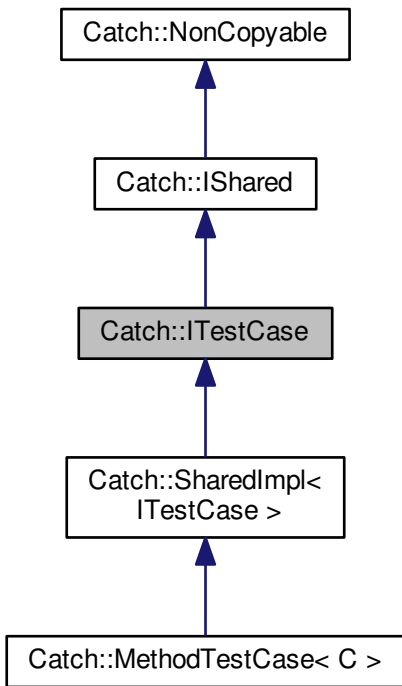 Catch::NonCopyable
Catch::IShared
Catch::ITestCase
Catch::SharedImpl<
ITestCase >
Catch::MethodTestCase< C >